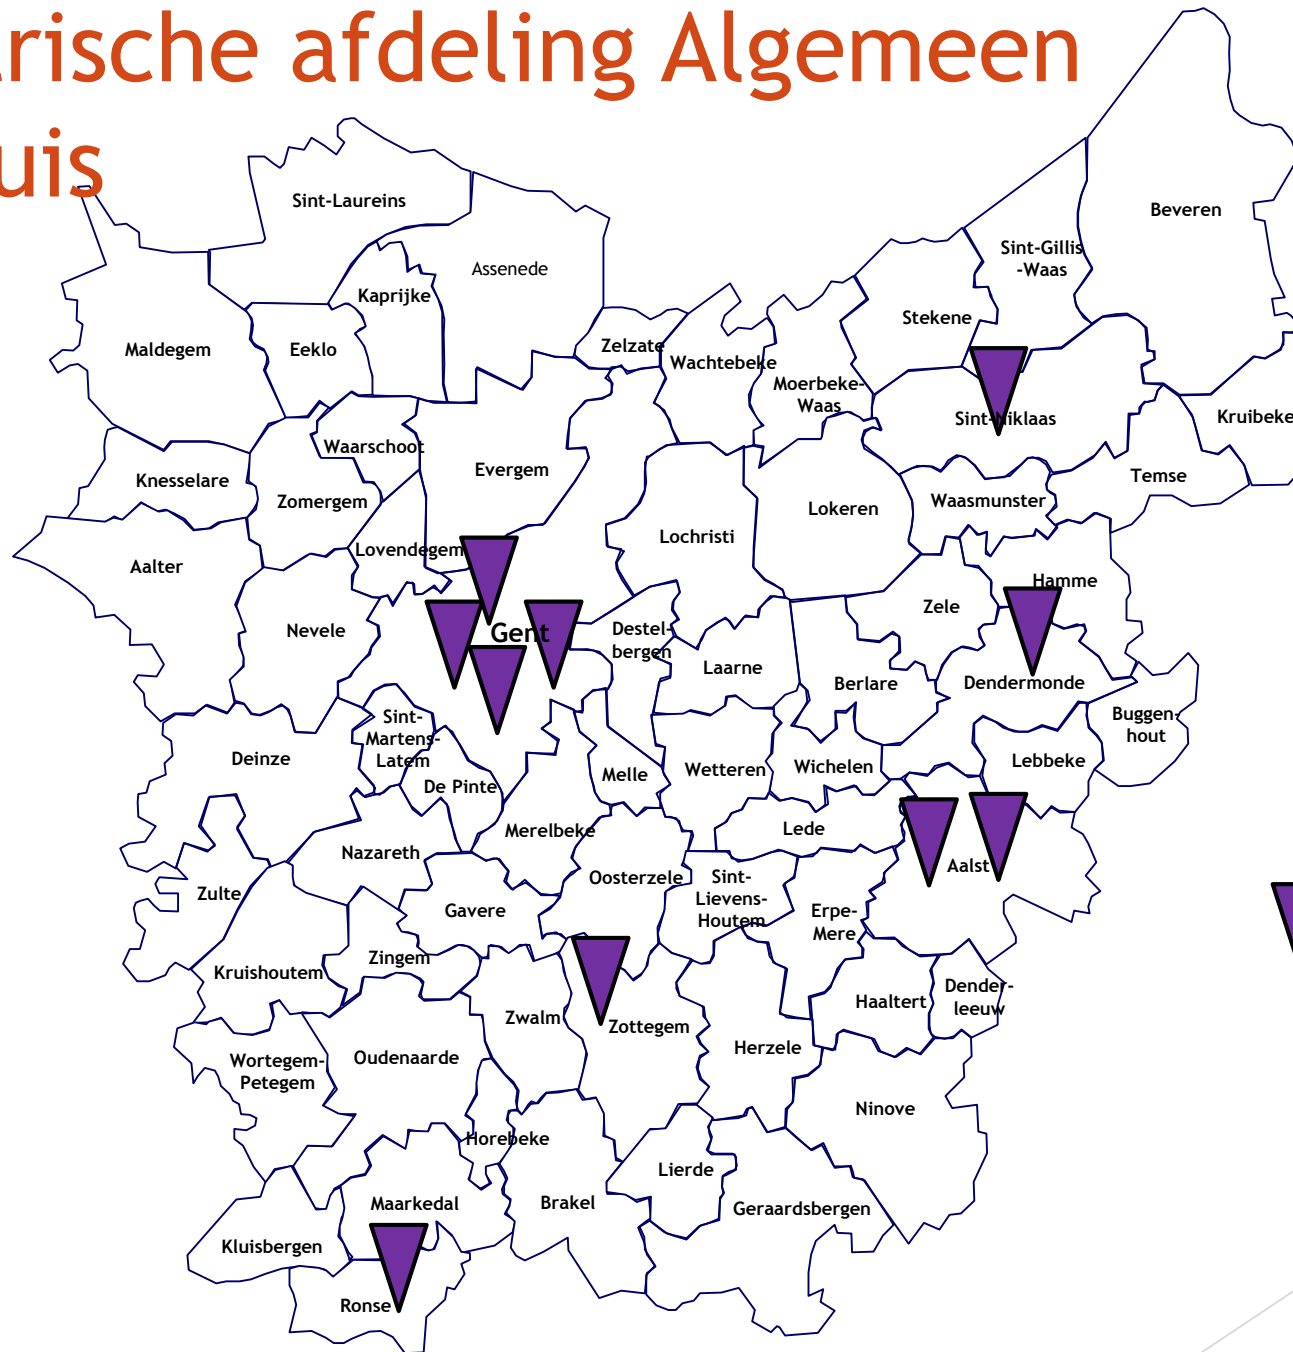 rische afdeling Algemeen
uis
Sint-Laureins
Beveren
Assenede
Sint-Gillis
-Waas
Kaprijke
Stekene
Maldegem
Eeklo
Zelzate
Wachtebeke
Moerbeke-
Waas
Sint-Niklaas
Kruibeke
Waarschoot
Evergem
Knesselare
Zomergem
Temse
Waasmunster
Lokeren
Lochristi
Lovendegem
Aalter
Hamme
Zele
Nevele
Gent
Destel-
bergen
Laarne
Berlare
Dendermonde
Sint-
Martens-
Latem
Buggen-
hout
Deinze
De Pinte
Melle
Wetteren
Wichelen
Lebbeke
Merelbeke
Lede
Nazareth
Aalst
Oosterzele
Sint-
Lievens-
Houtem
Zulte
Gavere
Erpe-
Mere
Zingem
Kruishoutem
Haaltert
Dender-
leeuw
Zwalm
Zottegem
Herzele
Wortegem-
Petegem
Oudenaarde
Ninove
Horebeke
Lierde
Maarkedal
Brakel
Geraardsbergen
Kluisbergen
Ronse